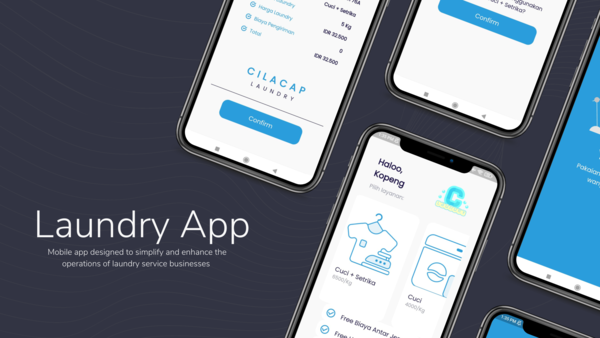 Laundry App
Mobile app designed to simplify and enhance the
operations of laundry service businesses
Laundry
Harga Laundry
Biaya Pengiriman
Total
Cuci + Setrika
5 Kg
IDR 32.500
0
IDR 32.500
CILACAP
LAUNDRY
Confirm
Confirm
Haloo,
Kopeng
Pilih layanan
Cuci + Setrika
Cuci
Free Biaya Antar